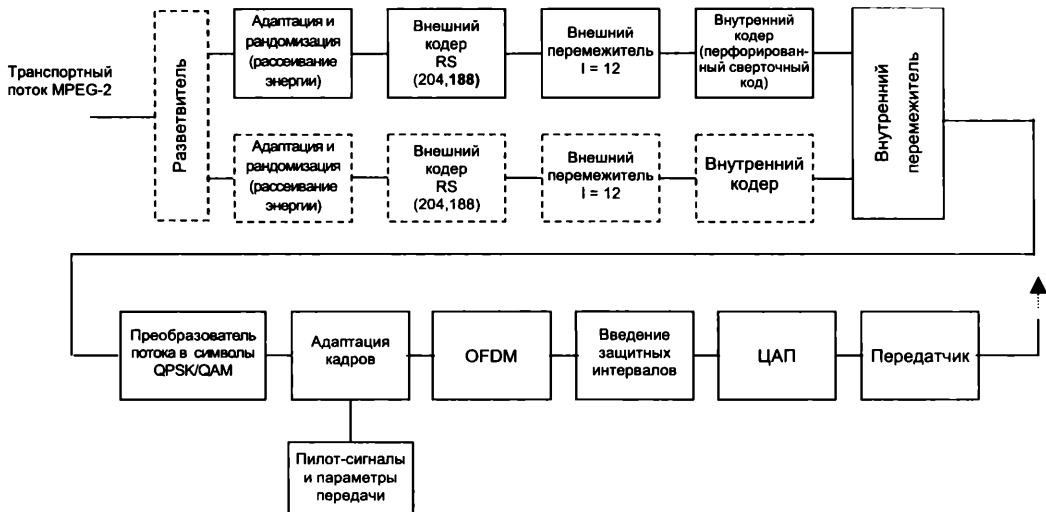 Транспортный
поток MPEG-2
Разветвитель
Адаптация и
рандомизация
(рассеивание
энергии)
Внешний
кодер
RS
(204,188)
Внешний
перемежитель
I = 12
Внутренний
кодер
(перфорирован-
ный сверточный
код)
Внутренний
перемежитель
Адаптация и
рандомизация
(рассеивание
энергии)
Внешний
кодер
RS
(204,188)
Внешний
перемежитель
I = 12
Внутренний
кодер
Преобразователь
потока в символы
QPSK/QAM
Адаптация
кадров
OFDM
Введение
защитных
интервалов
ЦАП
Передатчик
Пилот-сигналы
и параметры
передачи